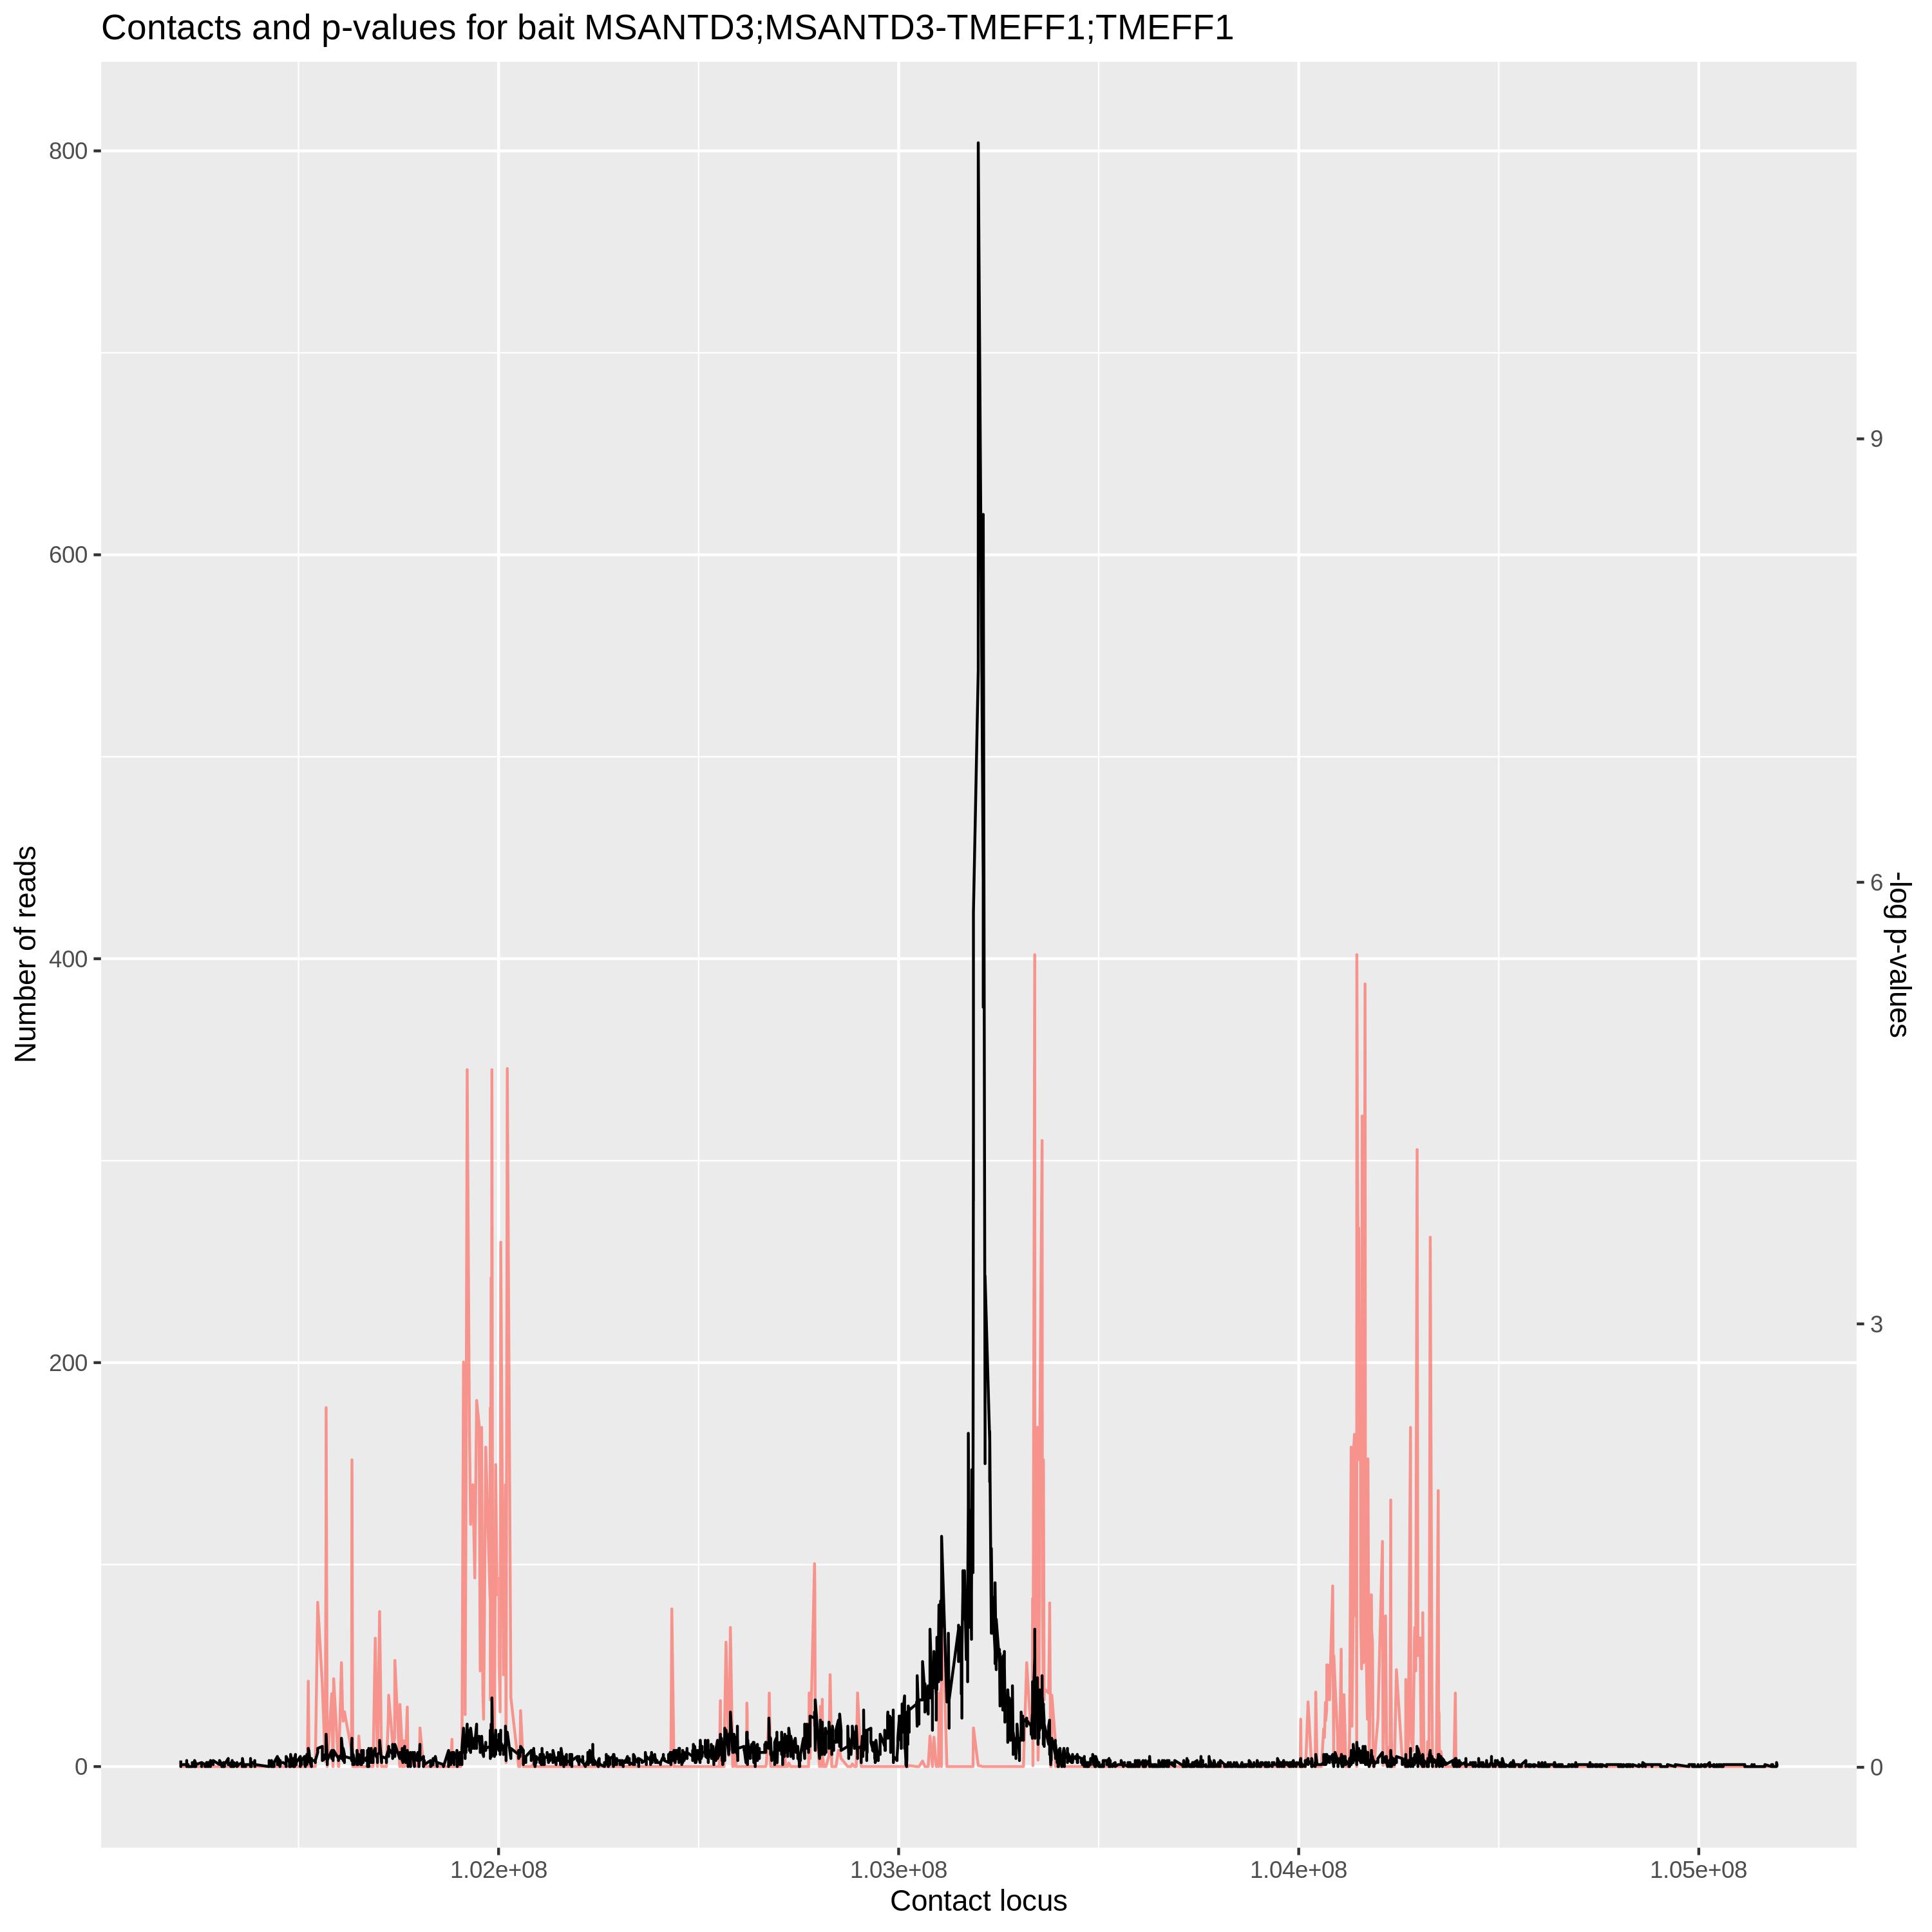 Contacts and p-values for bait MSANTD3;MSANTD3-TMEFF1;TMEFF1
800
600
400
200
0
Number of reads
9
6
3
0
-log p-values
1.02e+08
1.03e+08
1.04e+08
1.05e+08
Contact locus